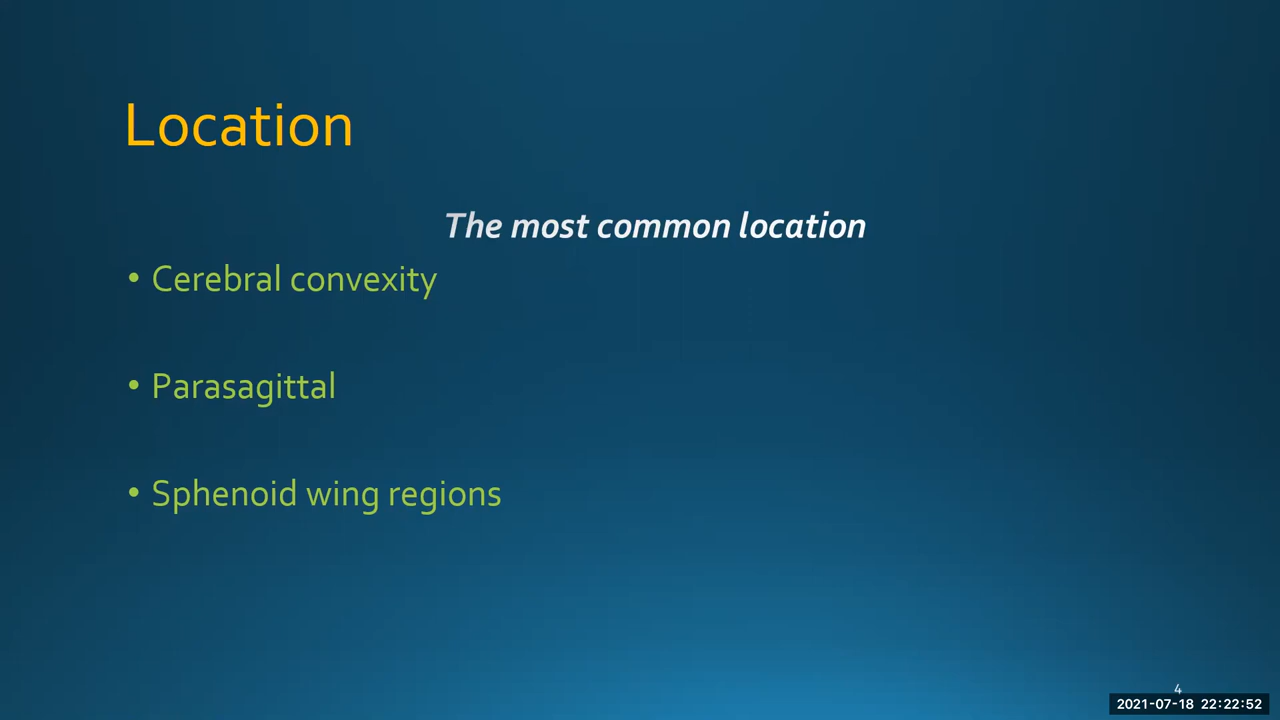 Location
The most common location
• Cerebral convexity
• Parasagittal
• Sphenoid wing regions
4
2021-07-18 22:22:52